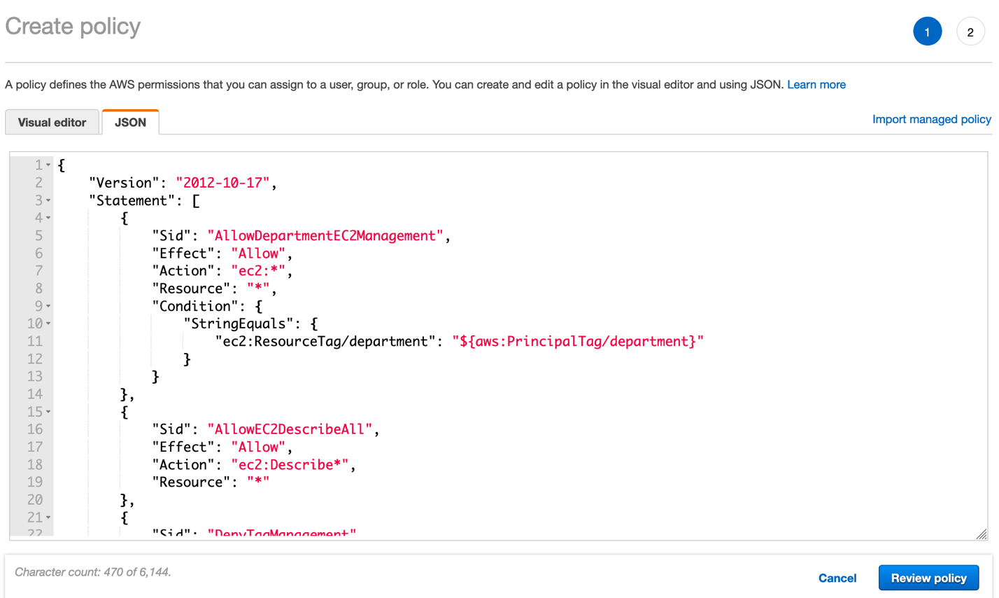 Create policy
1
2
A policy defines the AWS permissions that you can assign to a user, group, or role. You can create and edit a policy in the visual editor and using JSON. Learn more
Visual editor
JSON
Import managed policy
1 {
2 "Version": "2012-10-17",
3 "Statement": [
4 {
5 "Sid": "AllowDepartmentEC2Management",
6 "Effect": "Allow",
7 "Action": "ec2:*",
8 "Resource": "*",
9 "Condition": {
10 "StringEquals": {
11 "ec2:ResourceTag/department": "${aws:PrincipalTag/department}"
12 }
13 }
14 },
15 {
16 "Sid": "AllowEC2DescribeAll",
17 "Effect": "Allow",
18 "Action": "ec2:Describe*",
19 "Resource": "*"
20 },
21 {
22 "Sid": "DenyTagManagement"
Character count: 470 of 6,144.
Cancel
Review policy